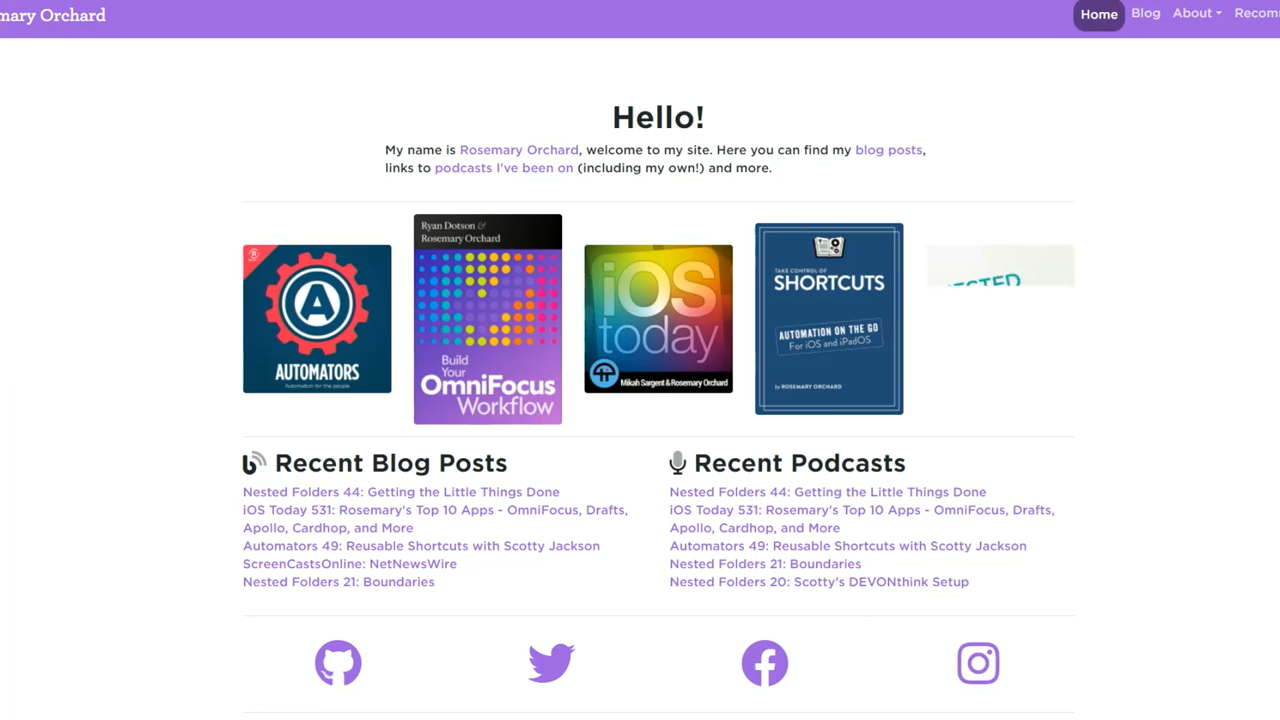 mary Orchard
Home Blog About Recom
Hello!
My name is Rosemary Orchard, welcome to my site. Here you can find my blog posts,
links to podcasts I've been on (including my own!) and more.
R
A
AUTOMATORS
Automation for the people
Ryan Dotson &
Rosemary Orchard
Build
Your
OmniFocus
Workflow
iOS
today
Mikah Sargent & Rosemary Orchard
TAKE CONTROL OF
SHORTCUTS
AUTOMATION ON THE GO
For iOS and iPadOS
by ROSEMARY ORCHARD
Recent Blog Posts
Nested Folders 44: Getting the Little Things Done
iOS Today 531: Rosemary's Top 10 Apps - OmniFocus, Drafts,
Apollo, Cardhop, and More
Automators 49: Reusable Shortcuts with Scotty Jackson
ScreenCastsOnline: NetNewsWire
Nested Folders 21: Boundaries
Recent Podcasts
Nested Folders 44: Getting the Little Things Done
iOS Today 531: Rosemary's Top 10 Apps - OmniFocus, Drafts,
Apollo, Cardhop, and More
Automators 49: Reusable Shortcuts with Scotty Jackson
Nested Folders 21: Boundaries
Nested Folders 20: Scotty's DEVONthink Setup